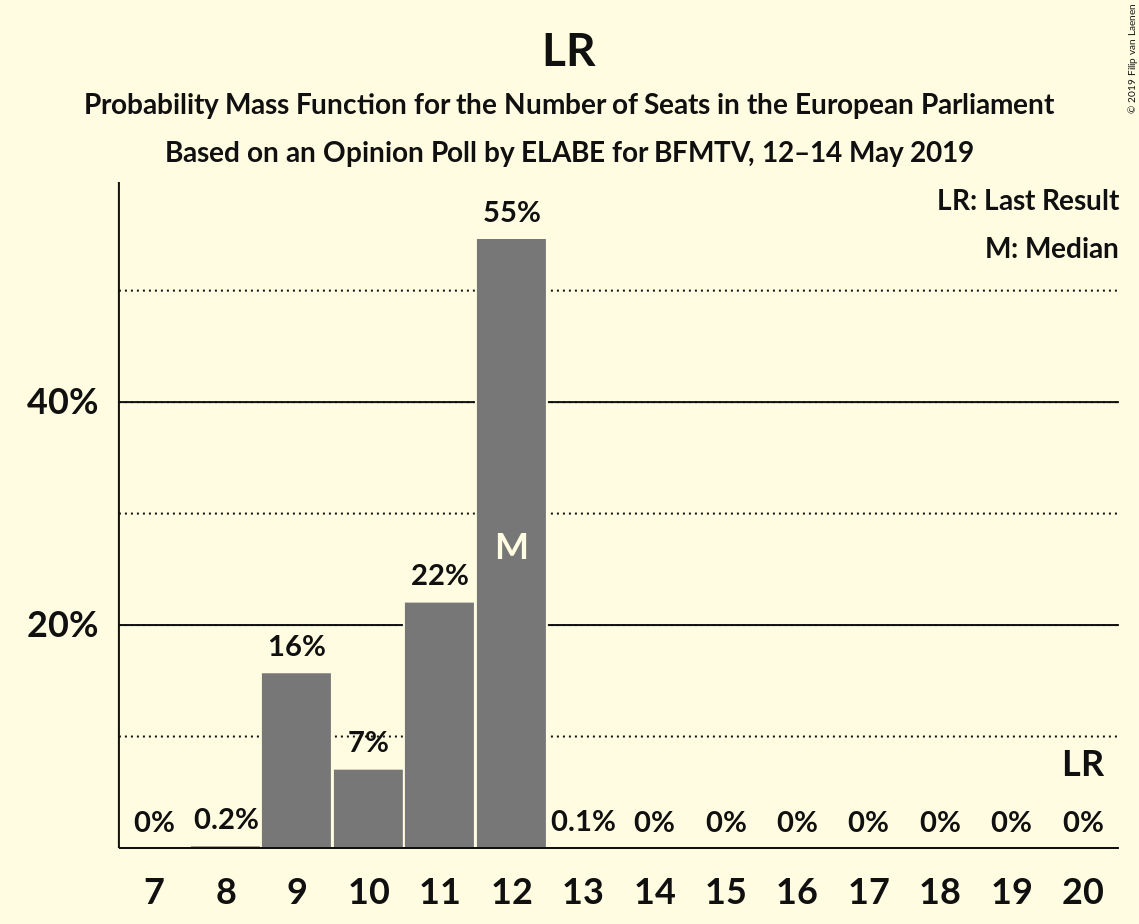 LR
Probability Mass Function for the Number of Seats in the European Parliament
Based on an Opinion Poll by ELABE for BFMTV, 12–14 May 2019
© 2019 Filip van Laenen
LR: Last Result
M: Median
55%
40%
M
22%
20%
16%
7%
LR
0% 0.2% 0.1% 0% 0% 0% 0% 0% 0% 0%
7 8 9 10 11 12 13 14 15 16 17 18 19 20